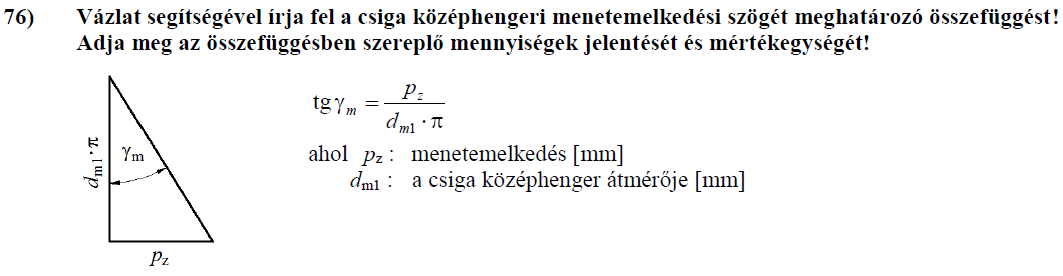 76) Vázlat segítségével írja fel a csiga középhengeri menetemelkedési szögét meghatározó összefüggést!
Adja meg az összefüggésben szereplő mennyiségek jelentését és mértékegységét!
tg γm = pz / (dm1 · π)
dm1·π
γm
ahol pz : menetemelkedés [mm]
dm1 : a csiga középhenger átmérője [mm]
pz